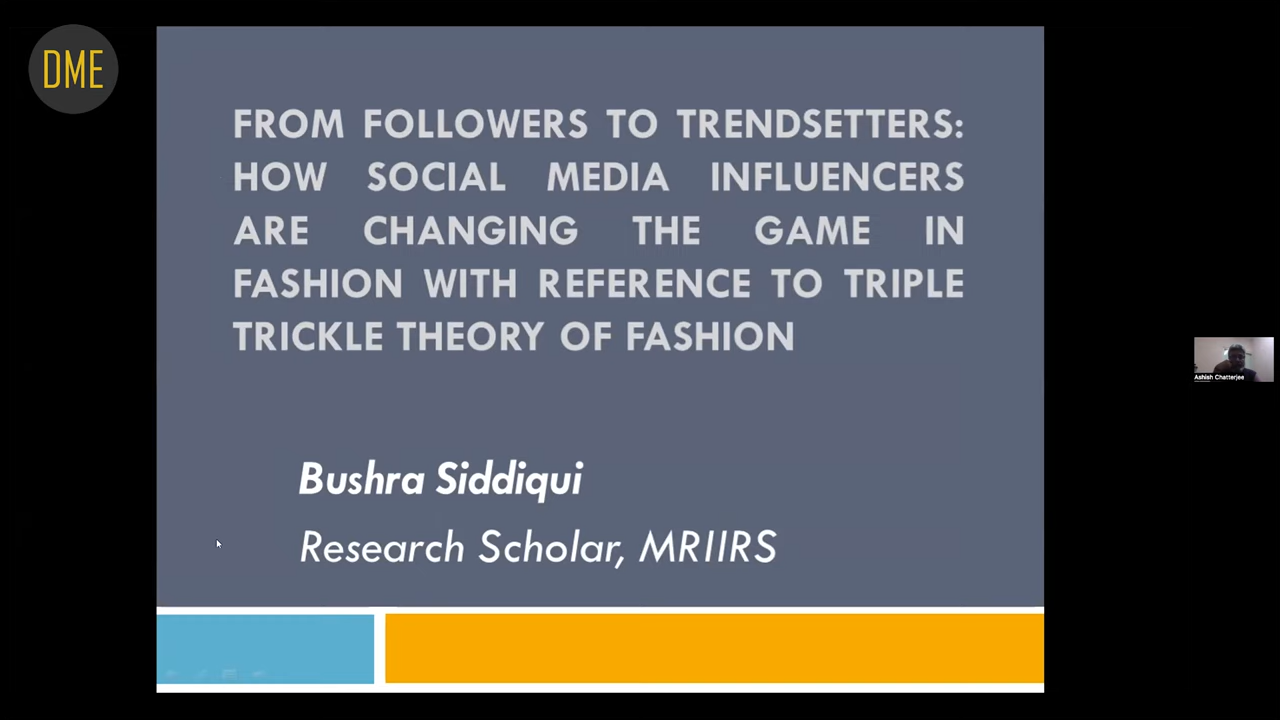 DME
FROM FOLLOWERS TO TRENDSETTERS:
HOW SOCIAL MEDIA INFLUENCERS
ARE CHANGING THE GAME IN
FASHION WITH REFERENCE TO TRIPLE
TRICKLE THEORY OF FASHION
Bushra Siddiqui
Research Scholar, MRIIRS
Ashish Chatterjee